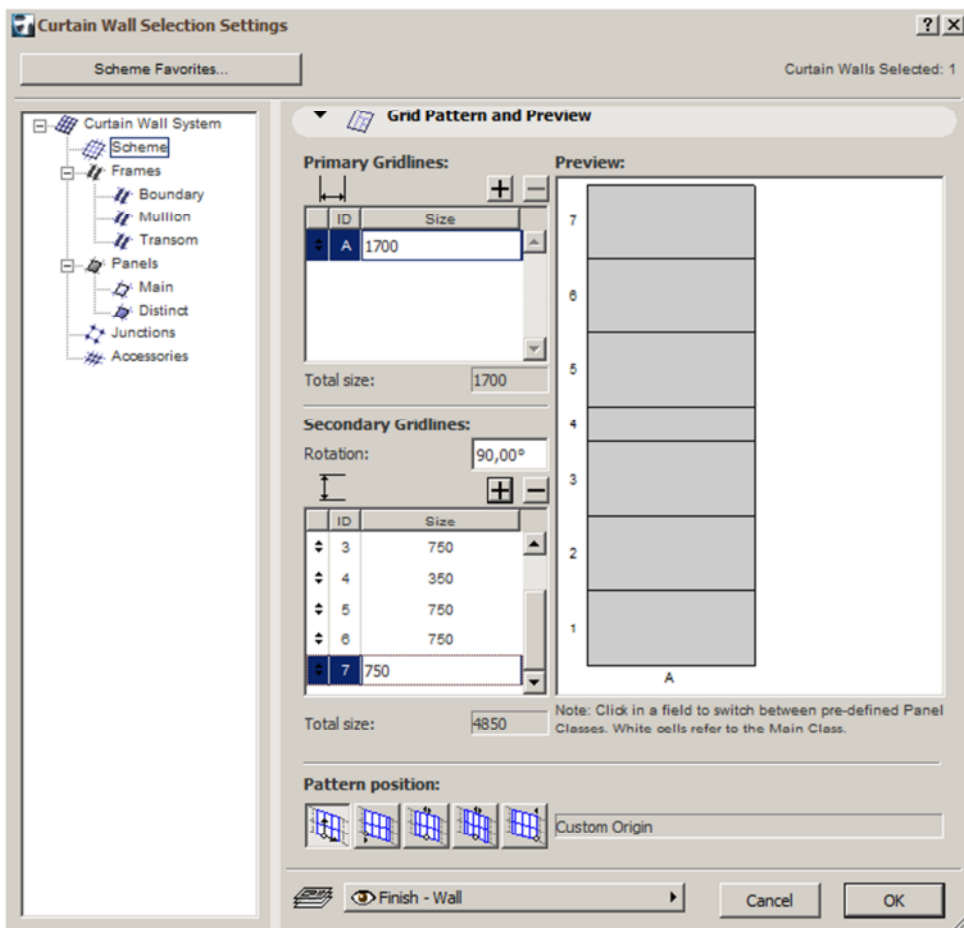 Curtain Wall Selection Settings
Scheme Favorites...
Curtain Walls Selected: 1
Curtain Wall System
Scheme
Frames
Boundary
Mullion
Transom
Panels
Main
Distinct
Junctions
Accessories
Grid Pattern and Preview
Primary Gridlines:
ID Size
A 1700
Total size: 1700
Secondary Gridlines:
Rotation: 90,00°
ID Size
3 750
4 350
5 750
6 750
7 750
Total size: 4850
Preview:
7
6
5
4
3
2
1
A
Note: Click in a field to switch between pre-defined Panel
Classes. White cells refer to the Main Class.
Pattern position:
Custom Origin
Finish - Wall
Cancel
OK